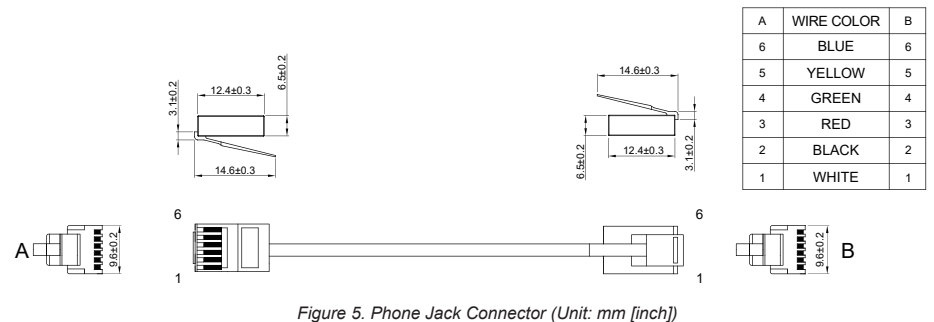 A WIRE COLOR B
6 BLUE 6
5 YELLOW 5
4 GREEN 4
3 RED 3
2 BLACK 2
1 WHITE 1
3.1±0.2
12.4±0.3
6.5±0.2
14.6±0.3
14.6±0.3
6.5±0.2
12.4±0.3
3.1±0.2
A
9.6±0.2
6
1
6
1
9.6±0.2
B
Figure 5. Phone Jack Connector (Unit: mm [inch])